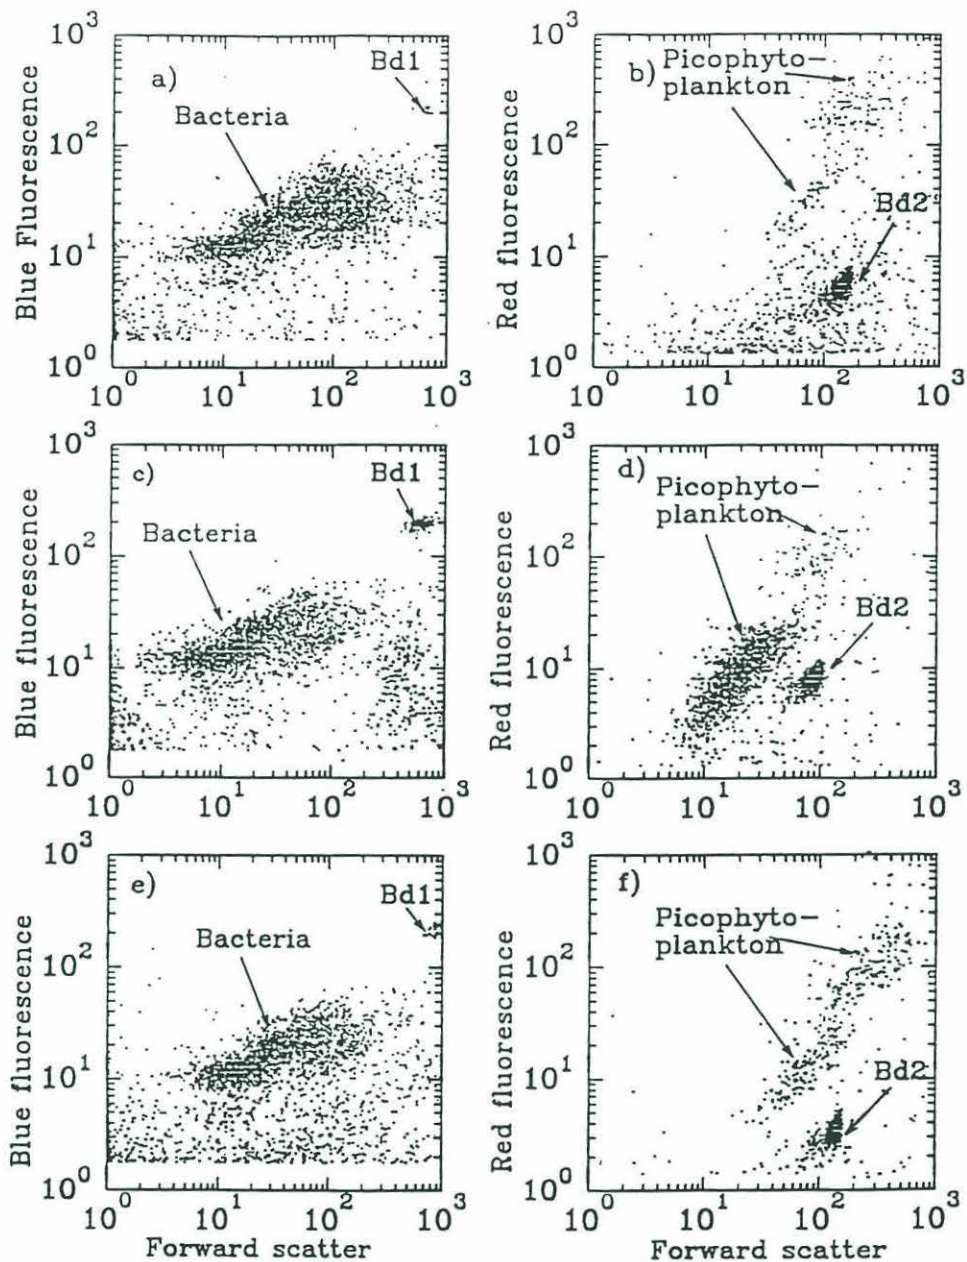 10³
10²
10¹
10⁰
Blue Fluorescence
a)
Bd1
Bacteria
10⁰ 10¹ 10² 10³
10³
10²
10¹
10⁰
Red fluorescence
b)
Picophyto-
plankton
Bd2
10⁰ 10¹ 10² 10³
10³
10²
10¹
10⁰
Blue fluorescence
c)
Bd1
Bacteria
10⁰ 10¹ 10² 10³
10³
10²
10¹
10⁰
Red fluorescence
d)
Picophyto-
plankton
Bd2
10⁰ 10¹ 10² 10³
10³
10²
10¹
10⁰
Blue fluorescence
e)
Bd1
Bacteria
10⁰ 10¹ 10² 10³
Forward scatter
10³
10²
10¹
10⁰
Red fluorescence
f)
Picophyto-
plankton
Bd2
10⁰ 10¹ 10² 10³
Forward scatter